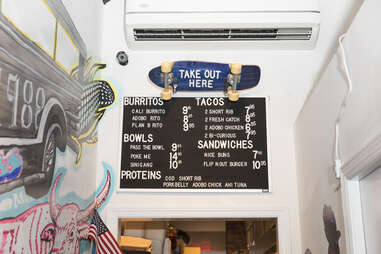 TAKE OUT
HERE
BURRITOS
CALI BURRITO 9
ADOBO RITO 8
FLAN B RITO 9
BOWLS
PASS THE BOWL 9
POKE ME 14
SINIGANG 10
TACOS
2 SHORT RIB 7
2 FRESH CATCH 8
2 ADOBO CHICKEN 6
2 BI-CURIOUS 7
SANDWICHES
NICE BUNS 7
FLIP N OUT BURGER 10
PROTEINS COD SHORT RIB
PORK BELLY ADOBO CHICK AHI TUNA